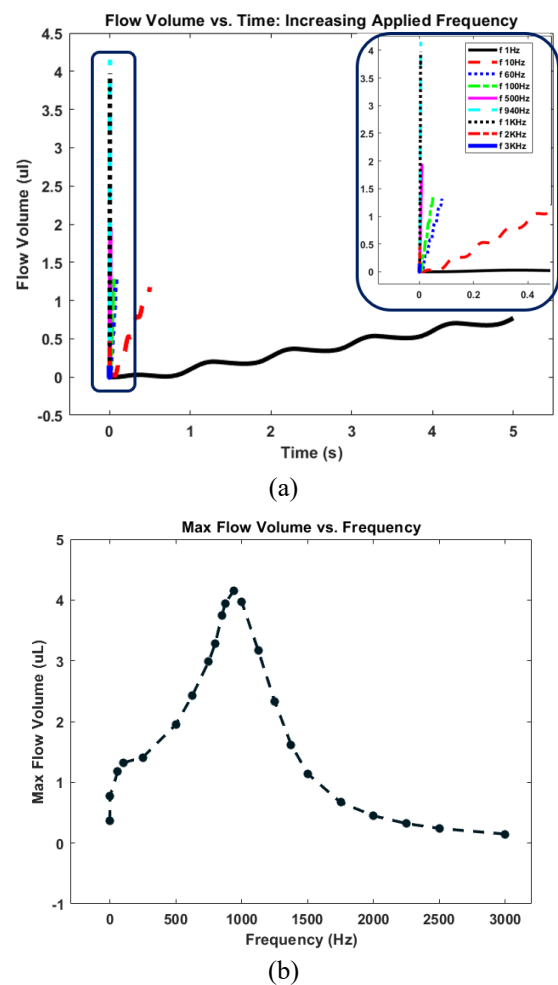 Flow Volume vs. Time: Increasing Applied Frequency
4.5
4
3.5
3
2.5
2
1.5
1
0.5
0
-0.5
Flow Volume (ul)
0 1 2 3 4 5
Time (s)
4
3.5
3
2.5
2
1.5
1
0.5
0
0 0.2 0.4
f 1Hz
f 10Hz
f 60Hz
f 100Hz
f 500Hz
f 940Hz
f 1KHz
f 2KHz
f 3KHz
(a)
Max Flow Volume vs. Frequency
5
4
3
2
1
0
-1
Max Flow Volume (uL)
0 500 1000 1500 2000 2500 3000
Frequency (Hz)
(b)